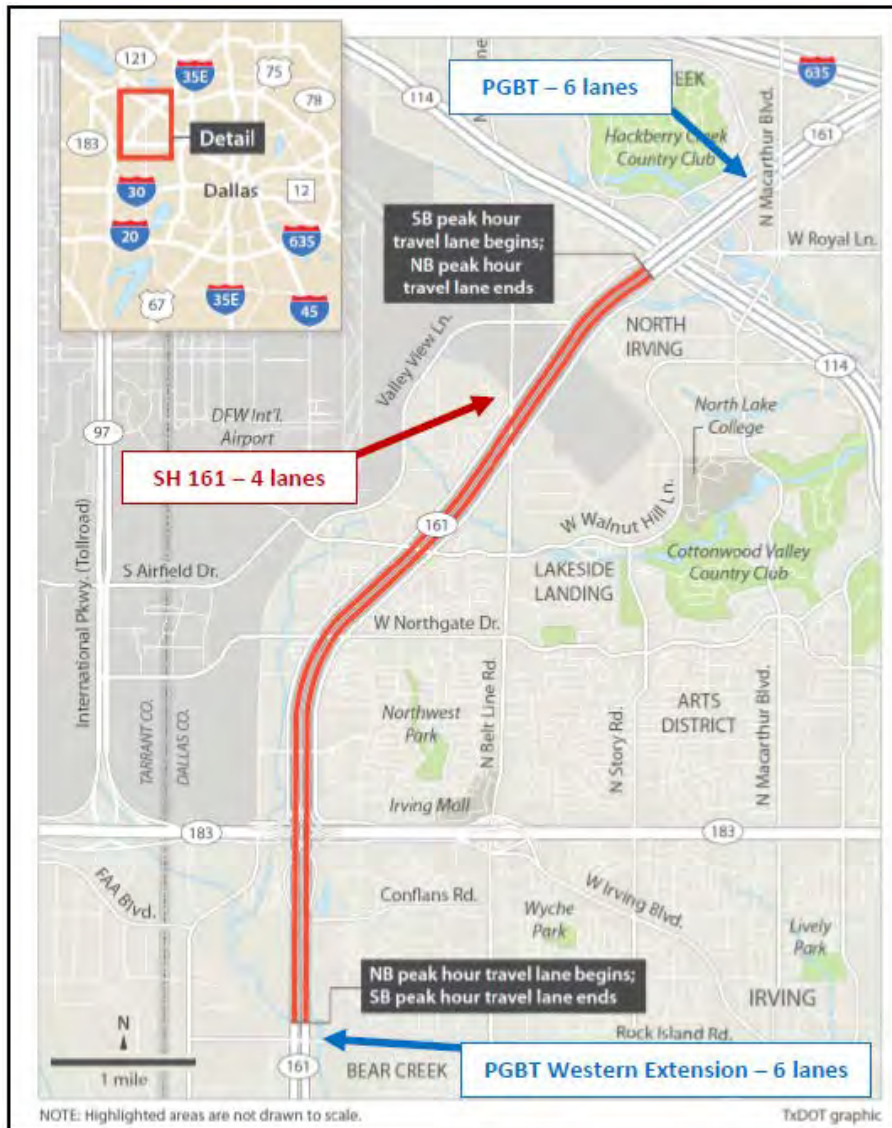 121
35E
75
78
183
Detail
30
Dallas
12
20
635
67
35E
45
PGBT – 6 lanes
635
114
161
N Macarthur Blvd.
Hackberry Creek
Country Club
SB peak hour
travel lane begins;
NB peak hour
travel lane ends
W Royal Ln.
NORTH
IRVING
Valley View Ln.
114
DFW Int'l.
Airport
97
North Lake
College
SH 161 – 4 lanes
161
W Walnut Hill Ln.
S Airfield Dr.
LAKESIDE
LANDING
Cottonwood Valley
Country Club
International Pkwy. (Tollroad)
W Northgate Dr.
TARRANT CO.
DALLAS CO.
Northwest
Park
N Belt Line Rd.
N Story Rd.
ARTS
DISTRICT
N Macarthur Blvd.
Irving Mall
183
183
FAA Blvd.
Conflans Rd.
W Irving Blvd.
Wyche
Park
Lively
Park
NB peak hour travel lane begins;
SB peak hour travel lane ends
IRVING
N
Rock Island Rd.
1 mile
161
BEAR CREEK
PGBT Western Extension – 6 lanes
NOTE: Highlighted areas are not drawn to scale.
TxDOT graphic